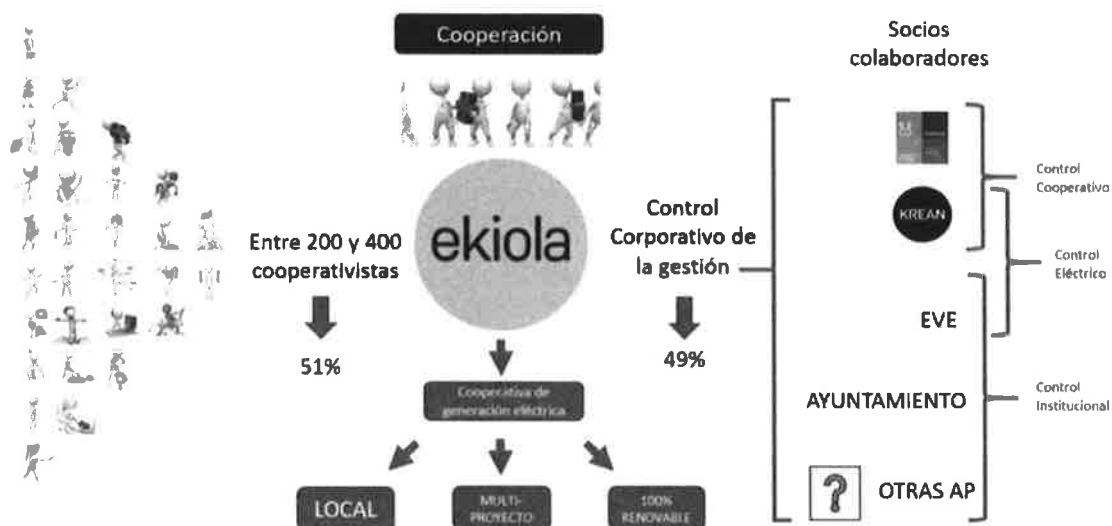 Cooperación
Socios
colaboradores
ekiola
Entre 200 y 400
cooperativistas
51%
Control
Corporativo de
la gestión
49%
KREAN
EVE
AYUNTAMIENTO
?
OTRAS AP
Control
Cooperativo
Control
Eléctrico
Control
Institucional
Cooperativa de
generación eléctrica
LOCAL
MULTI-
PROYECTO
100%
RENOVABLE